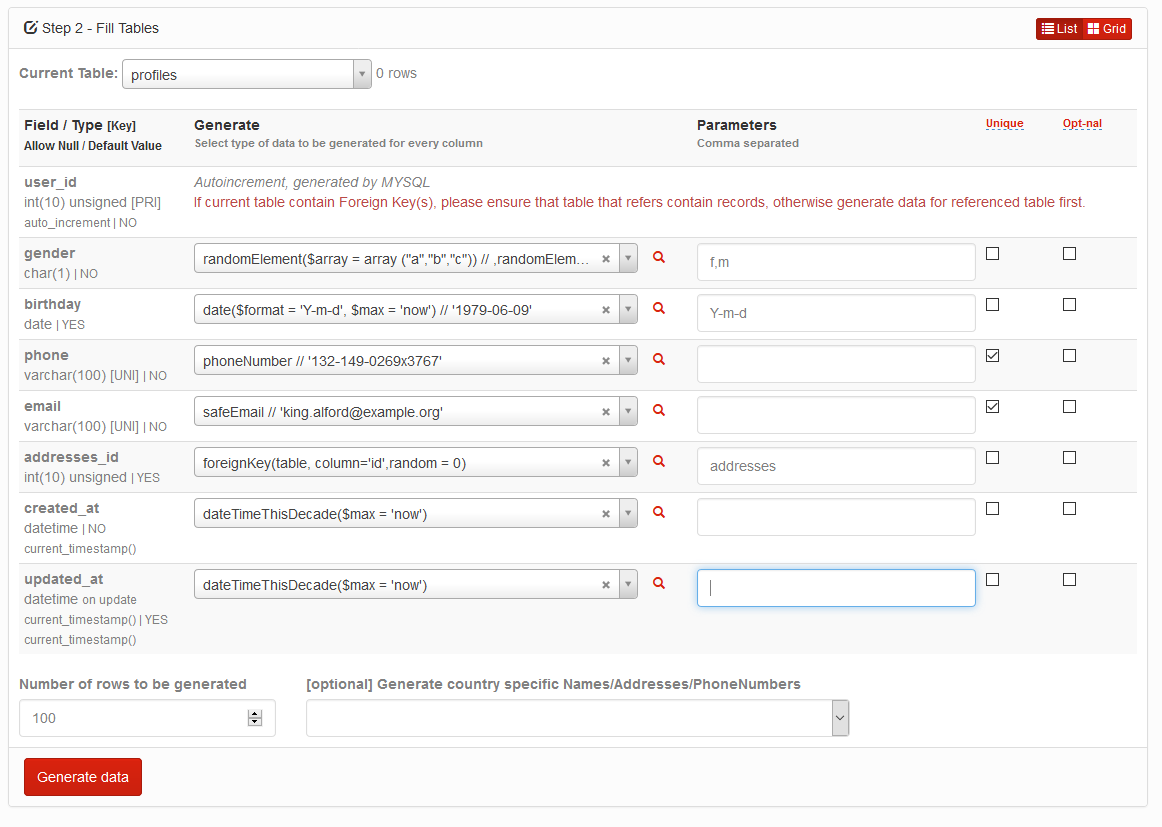 Step 2 - Fill Tables
List Grid
Current Table: profiles 0 rows
Field / Type [Key] Generate Parameters Unique Opt-nal
Allow Null / Default Value Select type of data to be generated for every column Comma separated
user_id Autoincrement, generated by MYSQL
int(10) unsigned [PRI] If current table contain Foreign Key(s), please ensure that table that refers contain records, otherwise generate data for referenced table first.
auto_increment | NO
gender randomElement($array = array ("a","b","c")) // ,randomElem... × f,m
char(1) | NO
birthday date($format = 'Y-m-d', $max = 'now') // '1979-06-09' × Y-m-d
date | YES
phone phoneNumber // '132-149-0269x3767' ×
varchar(100) [UNI] | NO
email safeEmail // 'king.alford@example.org' ×
varchar(100) [UNI] | NO
addresses_id foreignKey(table, column='id',random = 0) × addresses
int(10) unsigned | YES
created_at dateTimeThisDecade($max = 'now') ×
datetime | NO
current_timestamp()
updated_at dateTimeThisDecade($max = 'now') ×
datetime on update
current_timestamp() | YES
current_timestamp()
Number of rows to be generated [optional] Generate country specific Names/Addresses/PhoneNumbers
100
Generate data